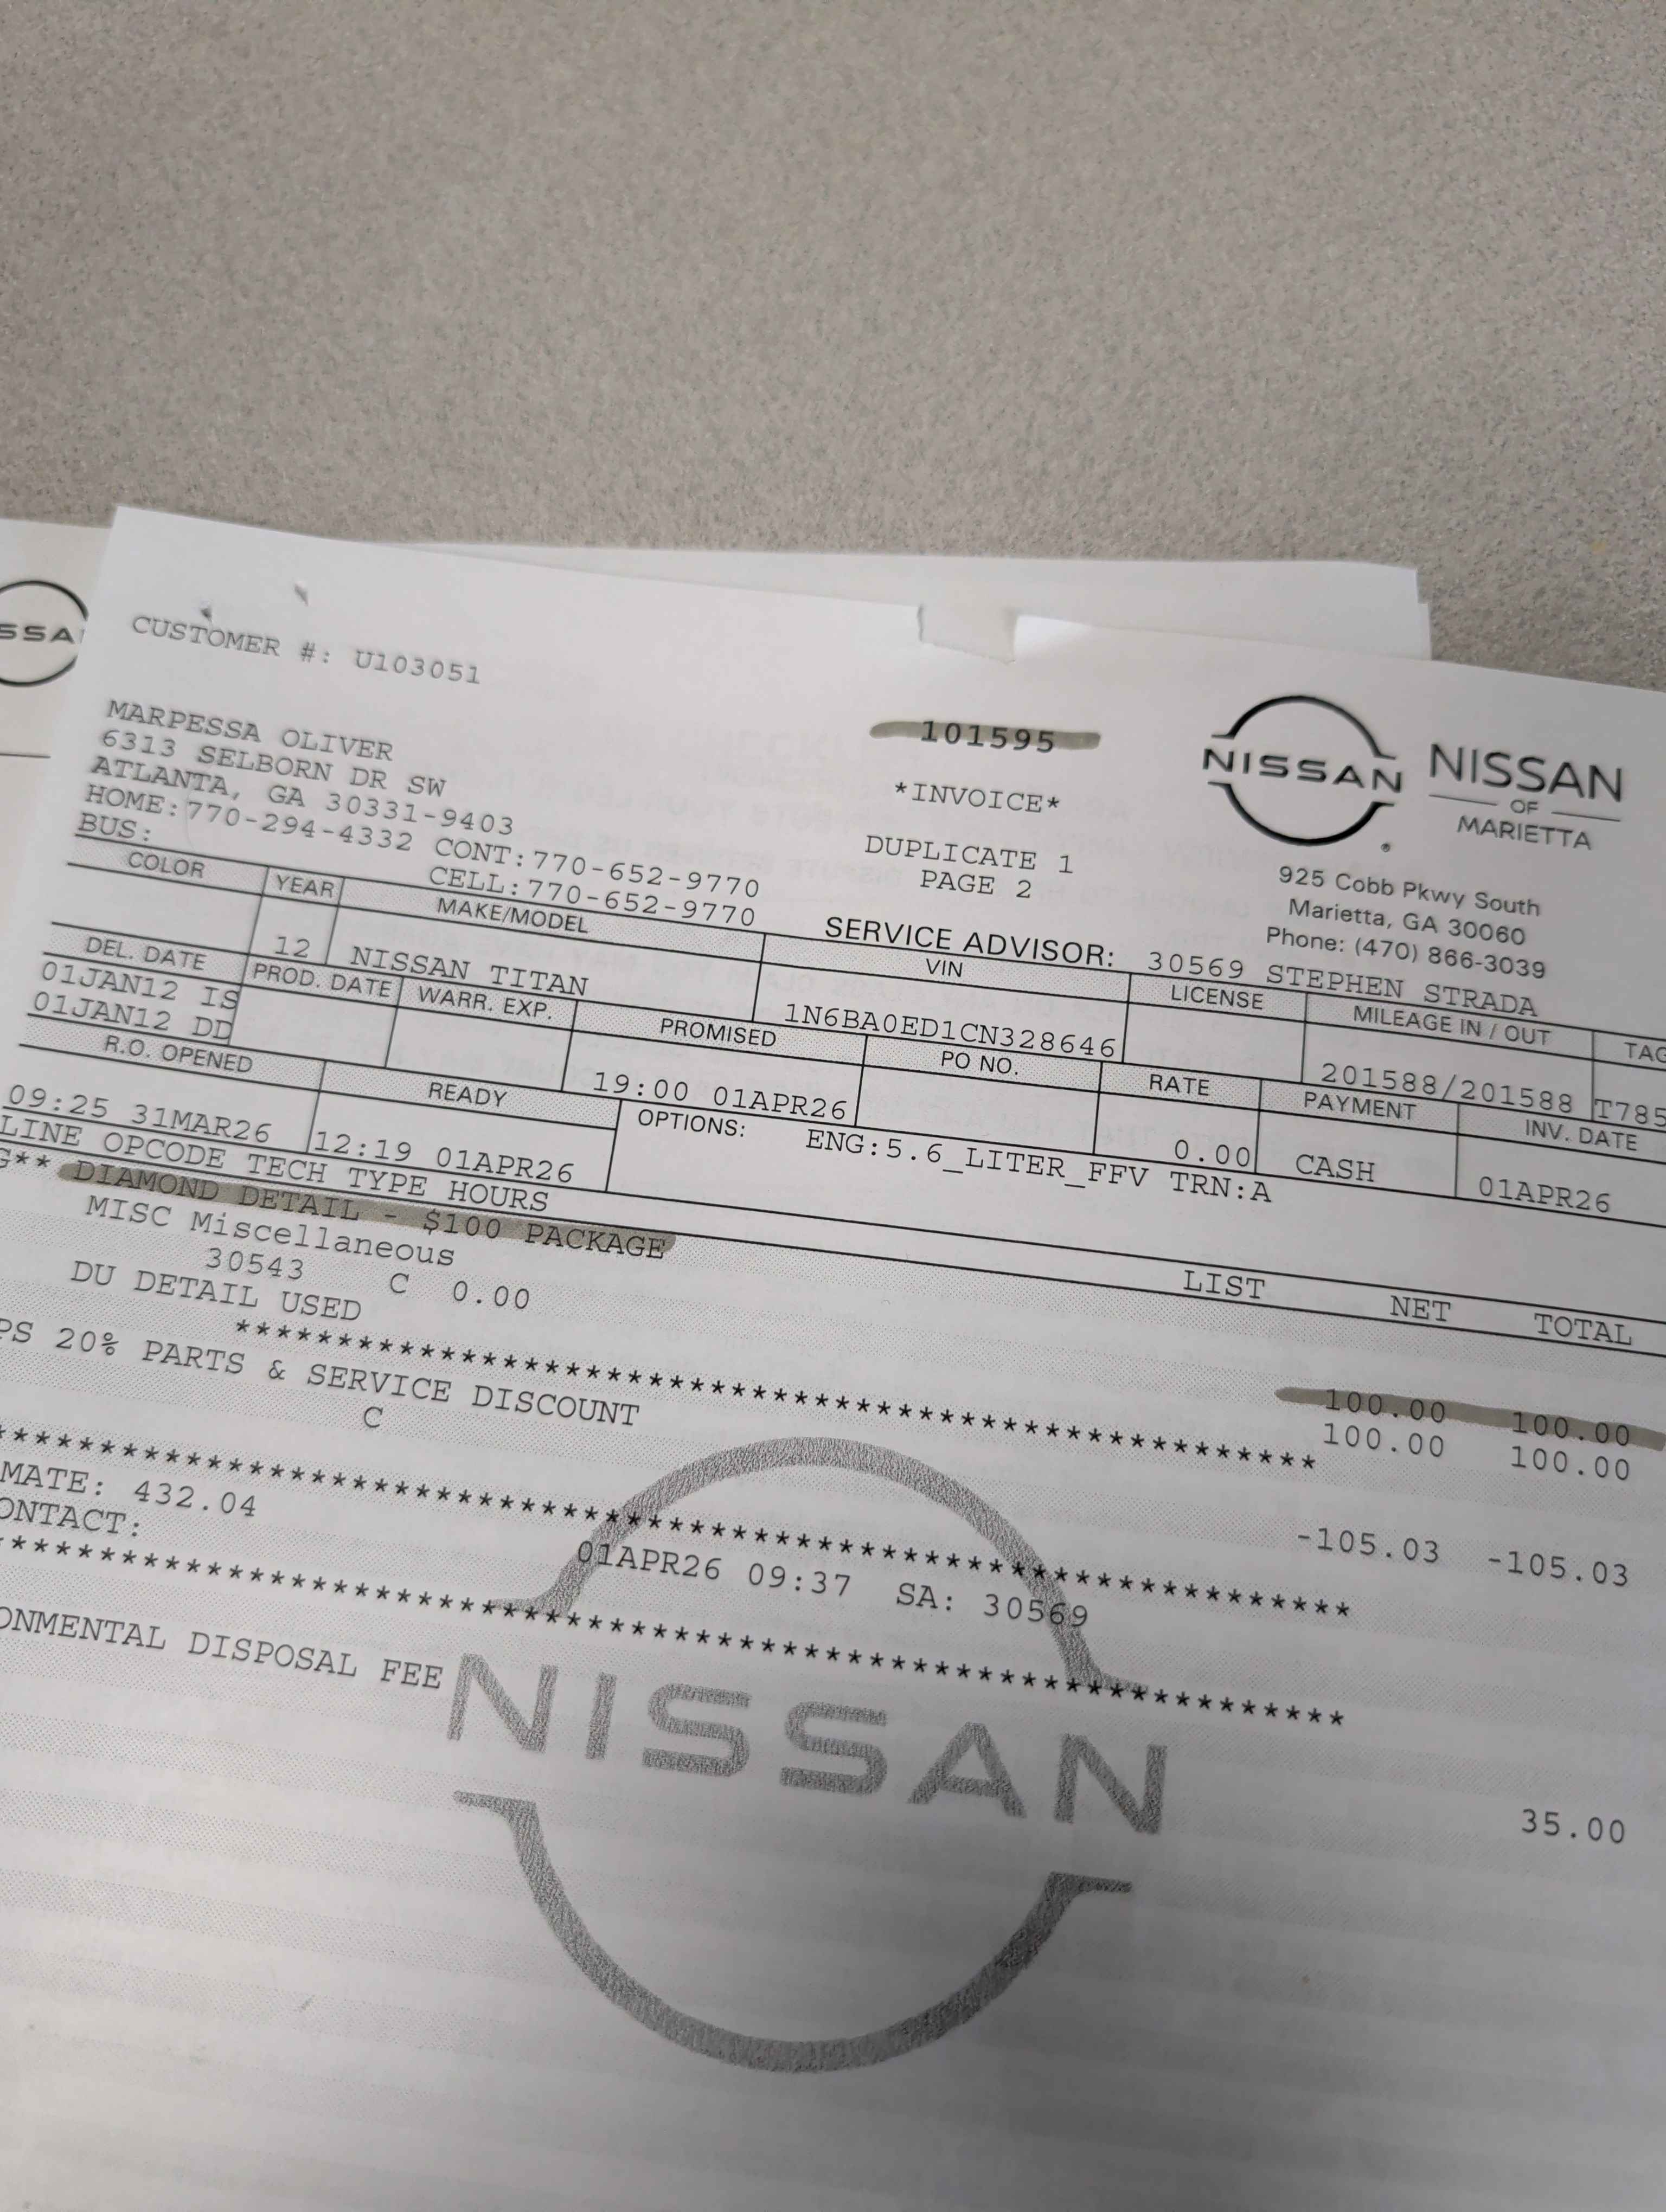 SSA
CUSTOMER #: U103051
101595
*INVOICE*
DUPLICATE 1
PAGE 2
NISSAN
NISSAN
OF
MARIETTA
925 Cobb Pkwy South
Marietta, GA 30060
Phone: (470) 866-3039
MARPESSA OLIVER
6313 SELBORN DR SW
ATLANTA, GA 30331-9403
HOME:770-294-4332 CONT:770-652-9770
BUS: CELL:770-652-9770
SERVICE ADVISOR: 30569 STEPHEN STRADA
COLOR YEAR MAKE/MODEL VIN LICENSE MILEAGE IN / OUT TAG
12 NISSAN TITAN 1N6BA0ED1CN328646 201588/201588 T785
DEL. DATE PROD. DATE WARR. EXP. PROMISED PO NO. RATE PAYMENT INV. DATE
01JAN12 IS
01JAN12 DD 19:00 01APR26 0.00 CASH 01APR26
R.O. OPENED READY OPTIONS: ENG:5.6_LITER_FFV TRN:A
09:25 31MAR26 12:19 01APR26
LINE OPCODE TECH TYPE HOURS LIST NET TOTAL
G** DIAMOND DETAIL - $100 PACKAGE
MISC Miscellaneous
30543 C 0.00 100.00 100.00
DU DETAIL USED 100.00 100.00
****************************************************
PS 20% PARTS & SERVICE DISCOUNT
C -105.03 -105.03
****************************************************
MATE: 432.04 01APR26 09:37 SA: 30569
ONTACT:
****************************************************
ONMENTAL DISPOSAL FEE 35.00
NISSAN